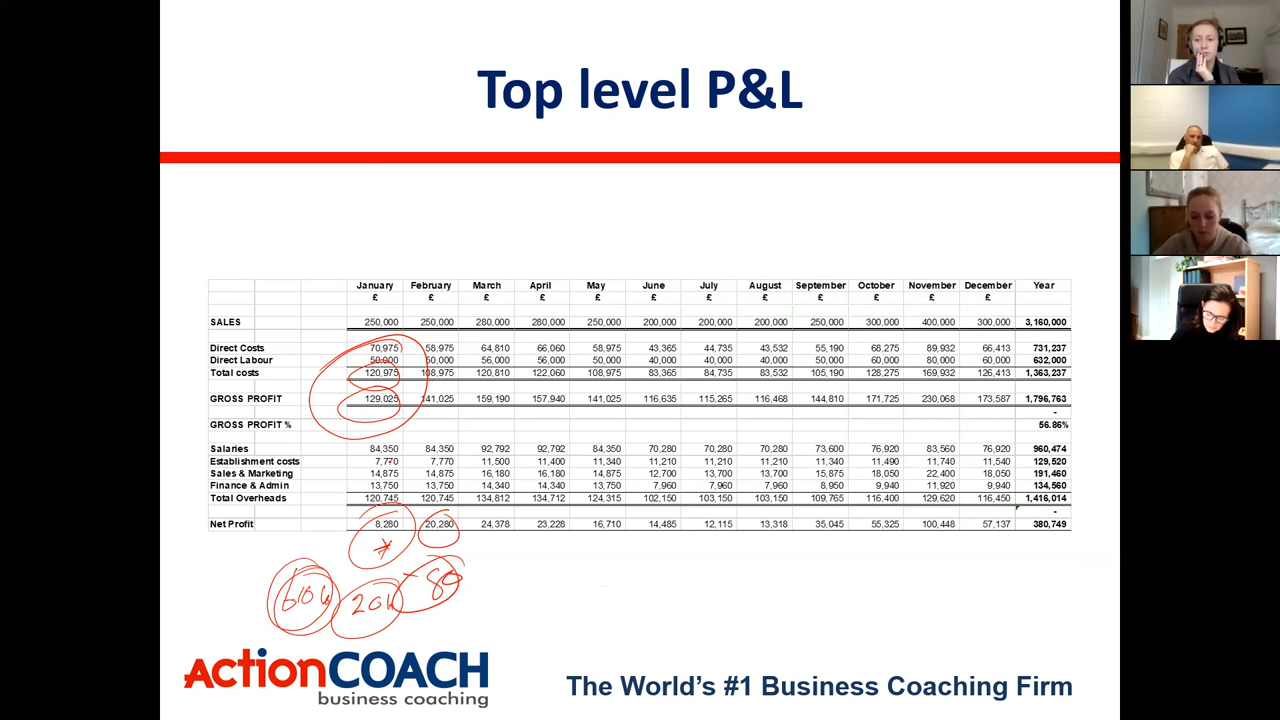 Top level P&L
January February March April May June July August September October November December Year
£ £ £ £ £ £ £ £ £ £ £ £ £
SALES 250,000 250,000 280,000 280,000 250,000 200,000 200,000 200,000 250,000 300,000 400,000 300,000 3,160,000
Direct Costs 70,975 58,975 64,810 66,060 58,975 43,365 44,735 43,532 55,190 68,275 89,932 66,413 731,237
Direct Labour 50,000 50,000 56,000 56,000 50,000 40,000 40,000 40,000 50,000 60,000 80,000 60,000 632,000
Total costs 120,975 108,975 120,810 122,060 108,975 83,365 84,735 83,532 105,190 128,275 169,932 126,413 1,363,237
GROSS PROFIT 129,025 141,025 159,190 157,940 141,025 116,635 115,265 116,468 144,810 171,725 230,068 173,587 1,796,763
-
GROSS PROFIT % 56.86%
Salaries 84,350 84,350 92,792 92,792 84,350 70,280 70,280 70,280 73,600 76,920 83,560 76,920 960,474
Establishment costs 7,770 7,770 11,500 11,400 11,340 11,210 11,210 11,210 11,340 11,490 11,740 11,540 129,520
Sales & Marketing 14,875 14,875 16,180 16,180 14,875 12,700 13,700 13,700 15,875 18,050 22,400 18,050 191,460
Finance & Admin 13,750 13,750 14,340 14,340 13,750 7,960 7,960 7,960 8,950 9,940 11,920 9,940 134,560
Total Overheads 120,745 120,745 134,812 134,712 124,315 102,150 103,150 103,150 109,765 116,400 129,620 116,450 1,416,014
-
Net Profit 8,280 20,280 24,378 23,228 16,710 14,485 12,115 13,318 35,045 55,325 100,448 57,137 380,749
80
20k
ActionCOACH
business coaching
The World's #1 Business Coaching Firm